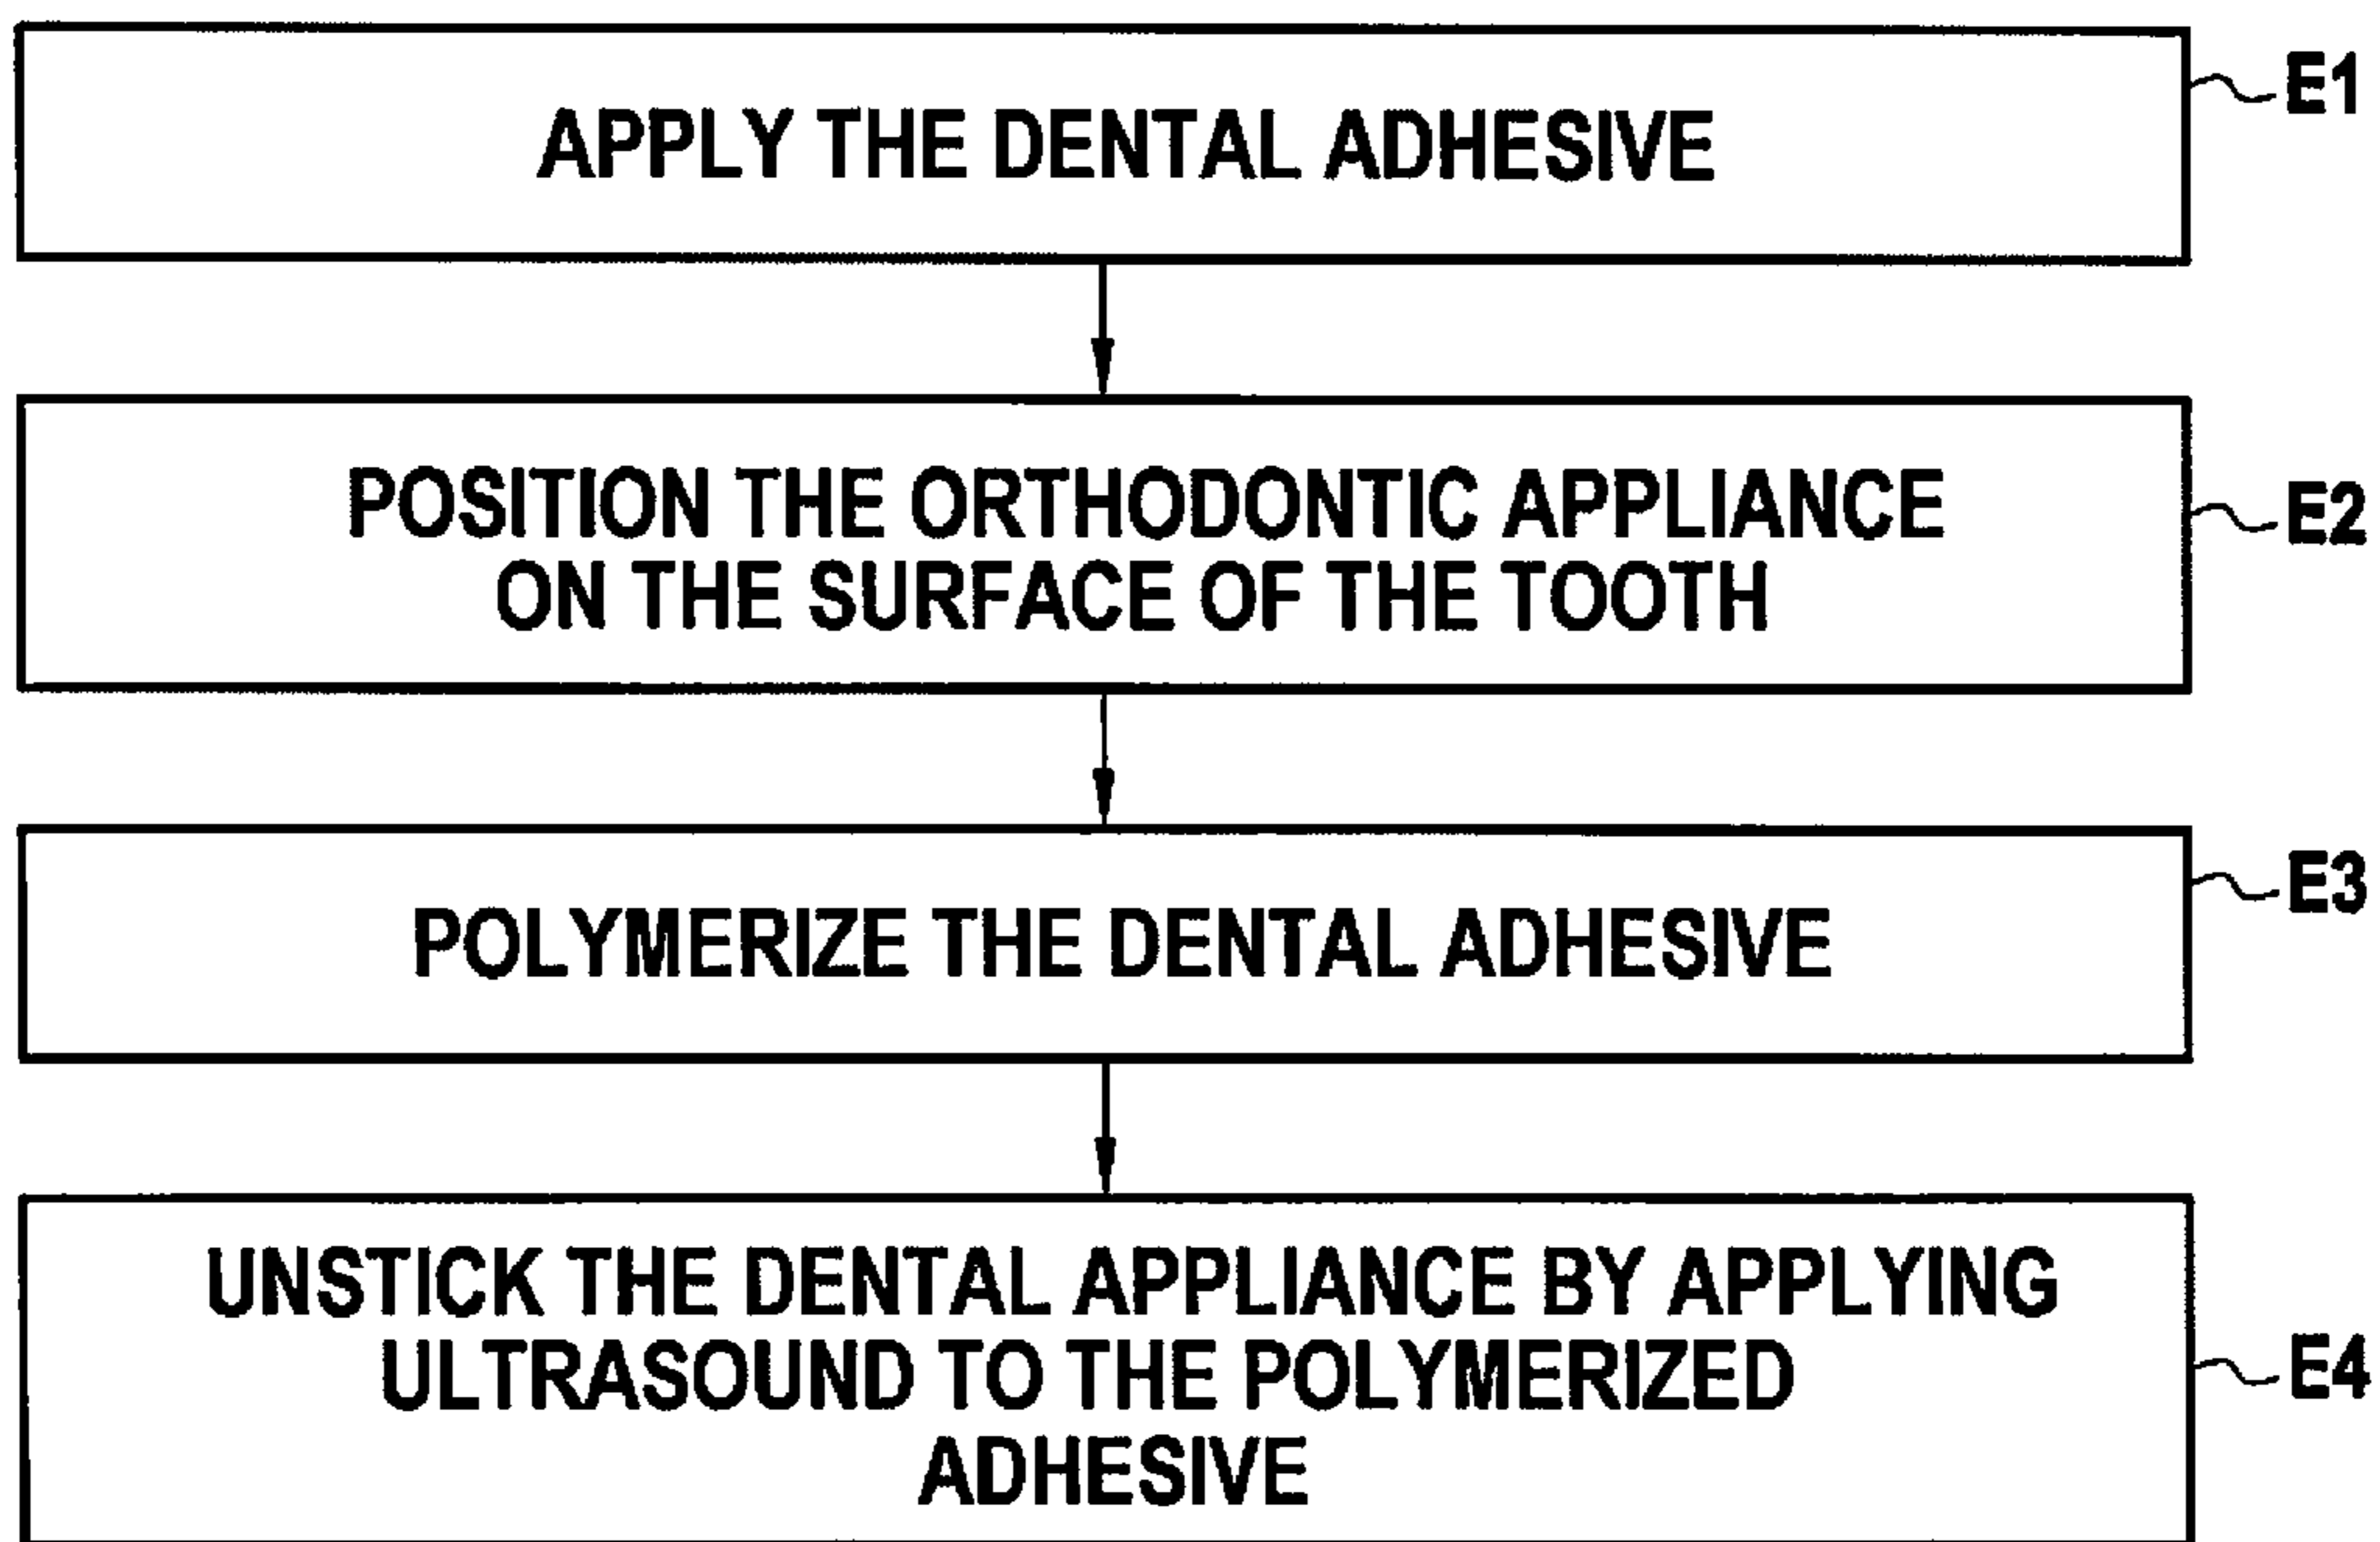 APPLY THE DENTAL ADHESIVE
E1
POSITION THE ORTHODONTIC APPLIANCE
ON THE SURFACE OF THE TOOTH
E2
POLYMERIZE THE DENTAL ADHESIVE
E3
UNSTICK THE DENTAL APPLIANCE BY APPLYING
ULTRASOUND TO THE POLYMERIZED
ADHESIVE
E4